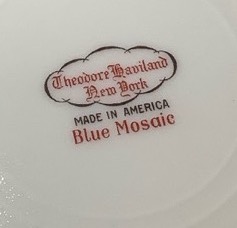 Theodore Haviland
New York
MADE IN AMERICA
Blue Mosaic